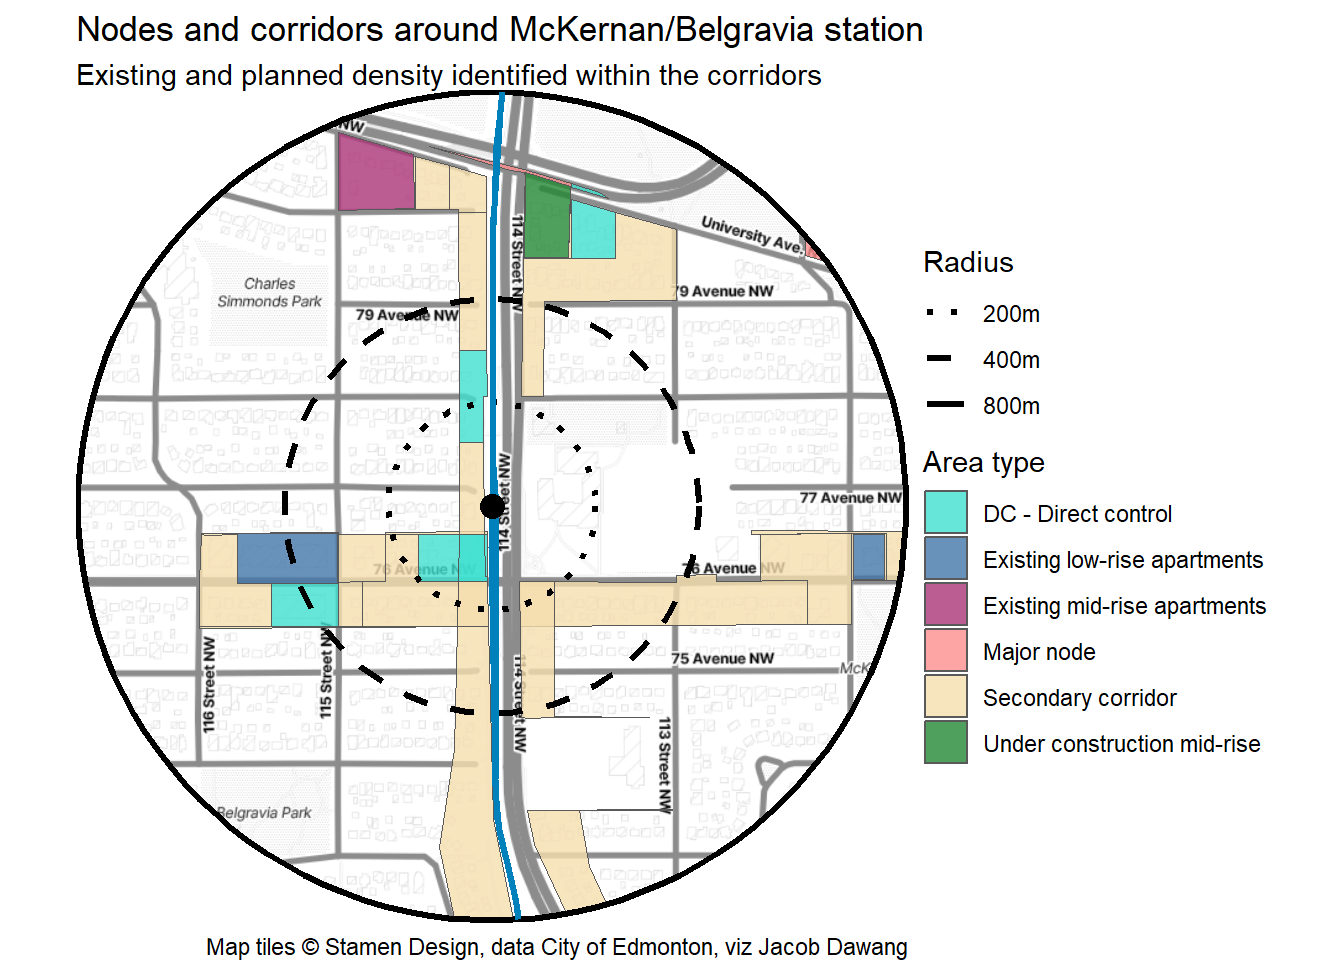 Nodes and corridors around McKernan/Belgravia station
Existing and planned density identified within the corridors
NW
114 Street NW
University Ave.
Charles
Simmonds Park
79 Avenue NW
79 Avenue NW
114 Street NW
77 Avenue NW
76 Avenue NW
76 Avenue NW
75 Avenue NW
McK
116 Street NW
115 Street NW
114 Street NW
113 Street NW
Belgravia Park
Radius
200m
400m
800m
Area type
DC - Direct control
Existing low-rise apartments
Existing mid-rise apartments
Major node
Secondary corridor
Under construction mid-rise
Map tiles © Stamen Design, data City of Edmonton, viz Jacob Dawang